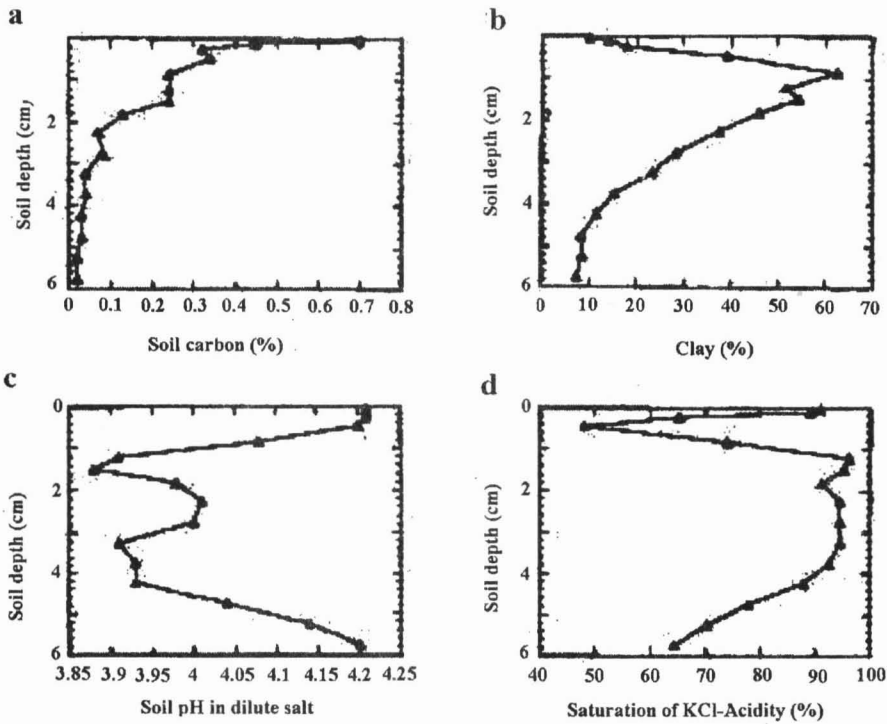 a
Soil depth (cm)
2
4
6
0 0.1 0.2 0.3 0.4 0.5 0.6 0.7 0.8
Soil carbon (%)
b
Soil depth (cm)
2
4
6
0 10 20 30 40 50 60 70
Clay (%)
c
Soil depth (cm)
0
2
4
6
3.85 3.9 3.95 4 4.05 4.1 4.15 4.2 4.25
Soil pH in dilute salt
d
Soil depth (cm)
0
2
4
6
40 50 60 70 80 90 100
Saturation of KCl-Acidity (%)